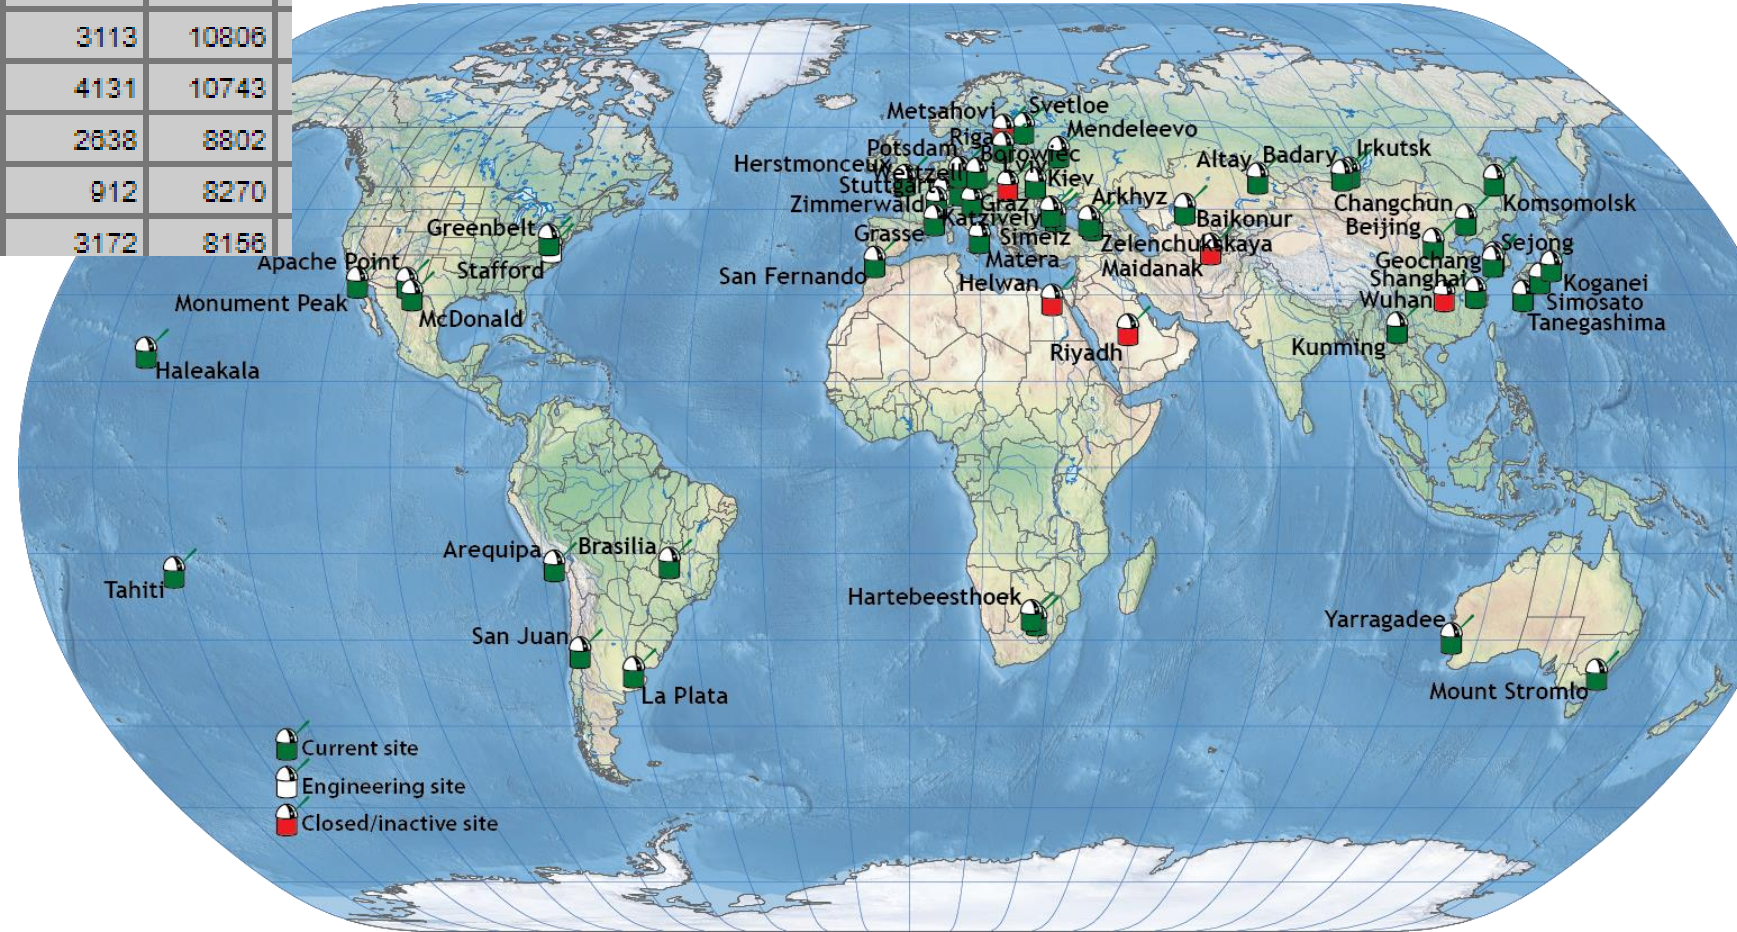 3113 10806
4131 10743
2638 8802
912 8270
3172 8156
Metsahovi
Svetloe
Riga
Mendeleevo
Potsdam
Borowiec
Herstmonceux
Wettzell
Lviv
Kiev
Stuttgart
Zimmerwald
Graz
Katzively
Arkhyz
Altay
Badary
Irkutsk
Changchun
Komsomolsk
Baikonur
Beijing
Grasse
Simeiz
Zelenchukskaya
Sejong
Matera
Maidanak
Geochang
San Fernando
Helwan
Shanghai
Koganei
Wuhan
Simosato
Tanegashima
Riyadh
Kunming
Greenbelt
Apache Point
Stafford
Monument Peak
McDonald
Haleakala
Arequipa
Brasilia
Tahiti
Hartebeesthoek
San Juan
Yarragadee
La Plata
Mount Stromlo
Current site
Engineering site
Closed/inactive site